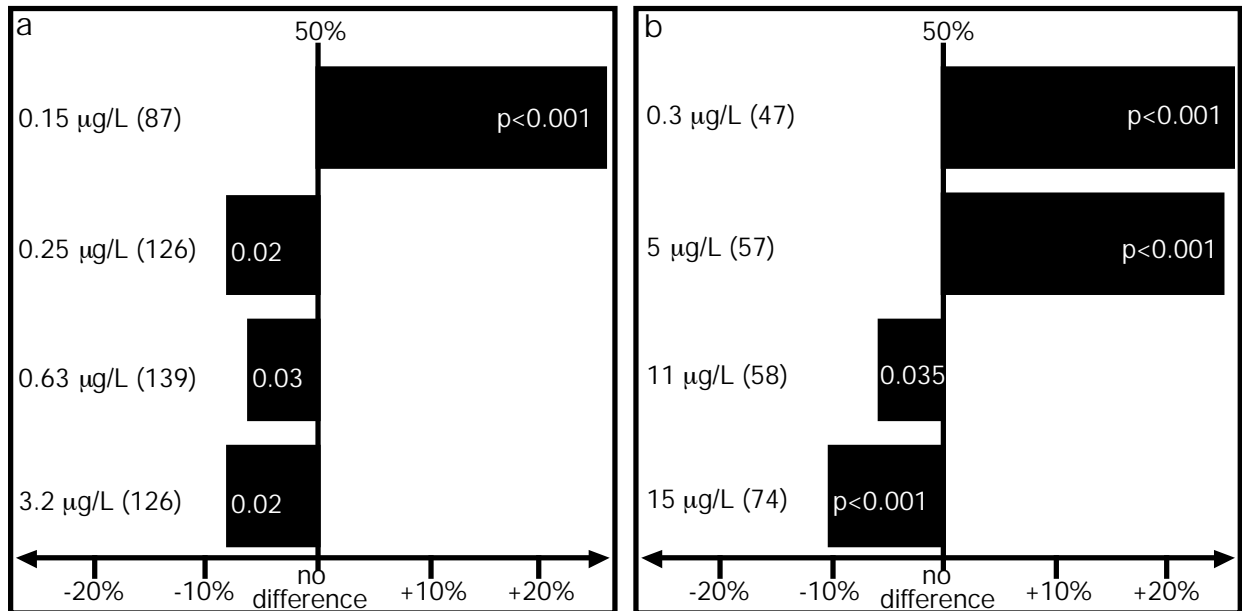 a
50%
0.15 µg/L (87)
p<0.001
0.25 µg/L (126)
0.02
0.63 µg/L (139)
0.03
3.2 µg/L (126)
0.02
-20%
-10%
no
difference
+10%
+20%
b
50%
0.3 µg/L (47)
p<0.001
5 µg/L (57)
p<0.001
11 µg/L (58)
0.035
15 µg/L (74)
p<0.001
-20%
-10%
no
difference
+10%
+20%